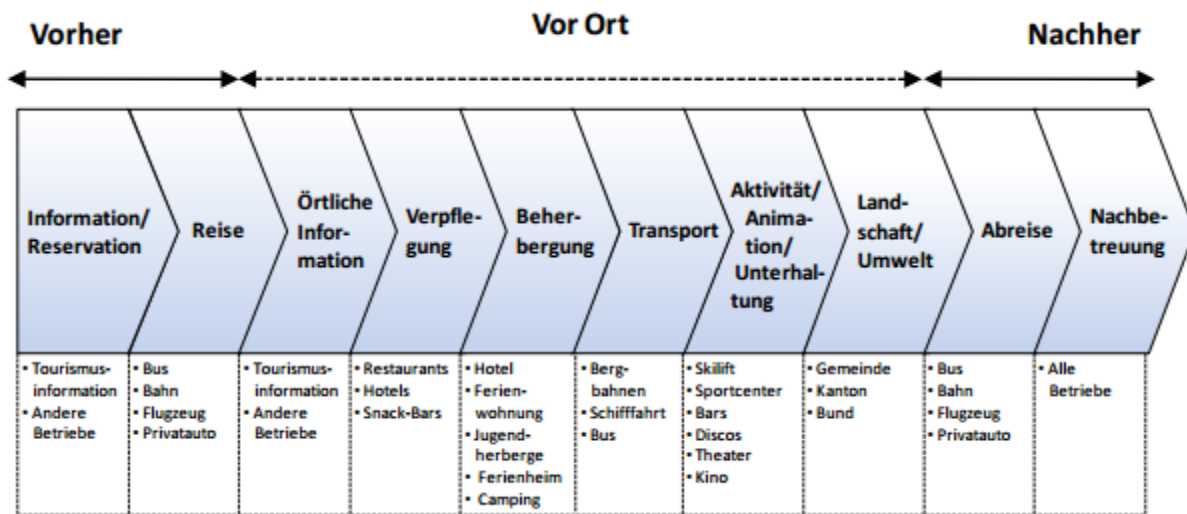 Vorher
Vor Ort
Nachher
Information/
Reservation
Reise
Örtliche
Infor-
mation
Verpfle-
gung
Beher-
bergung
Transport
Aktivität/
Anima-
tion/
Unterhal-
tung
Land-
schaft/
Umwelt
Abreise
Nachbe-
treuung
• Tourismus-
information
• Andere
Betriebe
• Bus
• Bahn
• Flugzeug
• Privatauto
• Tourismus-
information
• Andere
Betriebe
• Restaurants
• Hotels
• Snack-Bars
• Hotel
• Ferien-
wohnung
• Jugend-
herberge
• Ferienheim
• Camping
• Berg-
bahnen
• Schifffahrt
• Bus
• Skilift
• Sportcenter
• Bars
• Discos
• Theater
• Kino
• Gemeinde
• Kanton
• Bund
• Bus
• Bahn
• Flugzeug
• Privatauto
• Alle
Betriebe